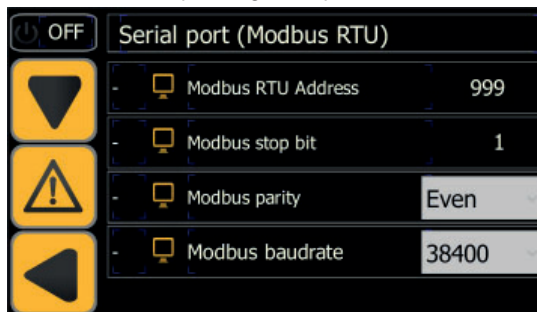 OFF Serial port (Modbus RTU)
- Modbus RTU Address 999
- Modbus stop bit 1
- Modbus parity Even
- Modbus baudrate 38400